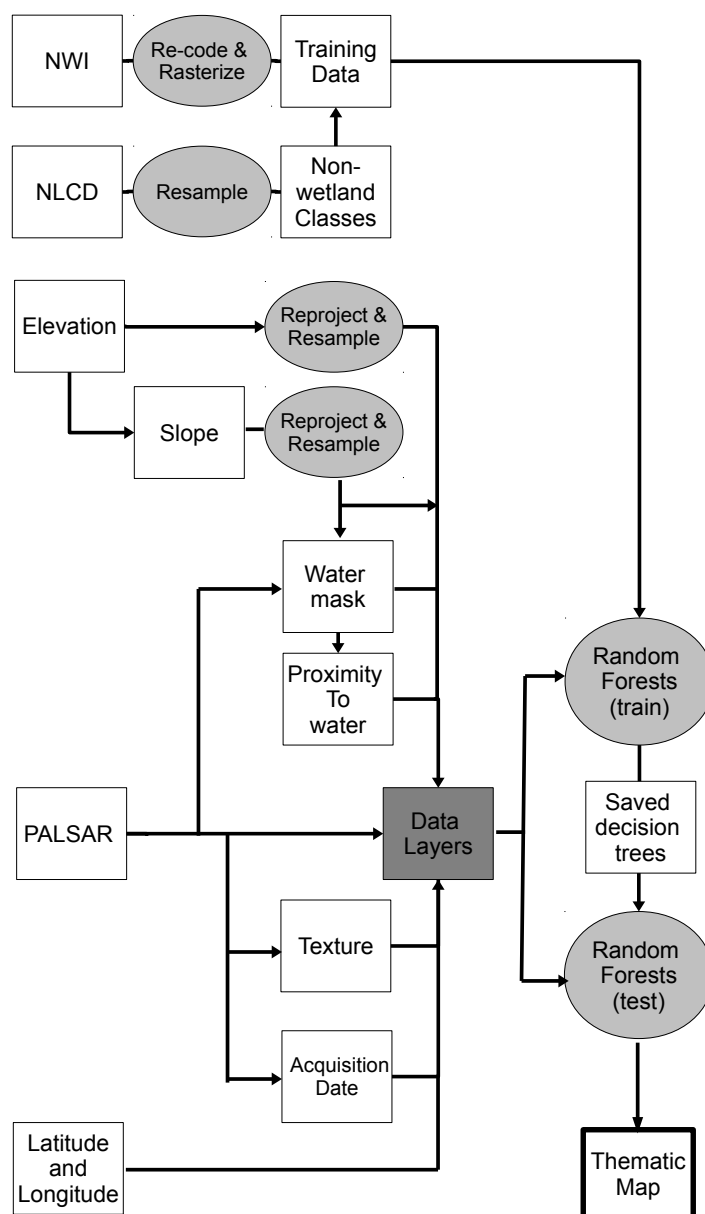 NWI
Re-code &
Rasterize
Training
Data
NLCD
Resample
Non-
wetland
Classes
Elevation
Reproject &
Resample
Slope
Reproject &
Resample
Water
mask
Proximity
To
water
Random
Forests
(train)
PALSAR
Data
Layers
Saved
decision
trees
Texture
Random
Forests
(test)
Acquisition
Date
Latitude
and
Longitude
Thematic
Map